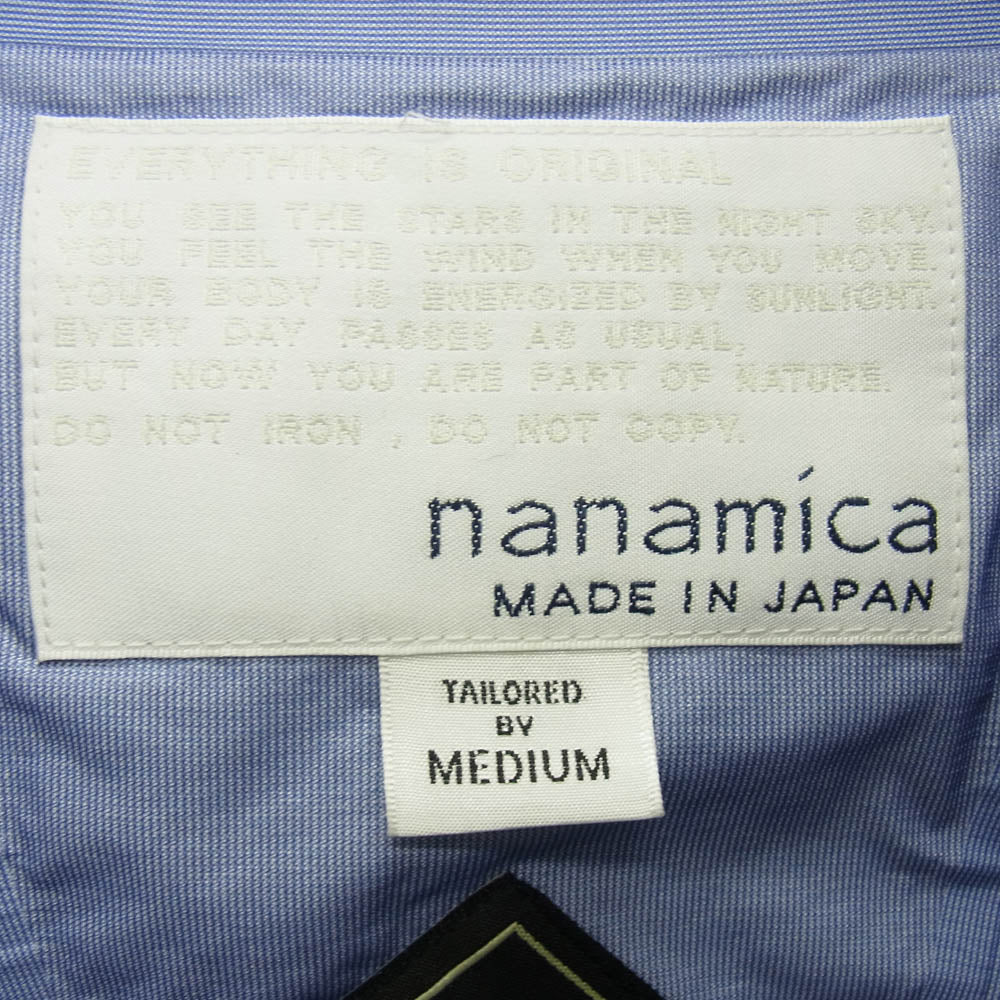 EVERYTHING IS ORIGINAL
YOU SEE THE STARS IN THE NIGHT SKY.
YOU FEEL THE WIND WHEN YOU MOVE.
YOUR BODY IS ENERGIZED BY SUNLIGHT.
EVERY DAY PASSES AS USUAL,
BUT NOW YOU ARE PART OF NATURE.
DO NOT IRON , DO NOT COPY.
nanamíca
MADE IN JAPAN
TAILORED
BY
MEDIUM